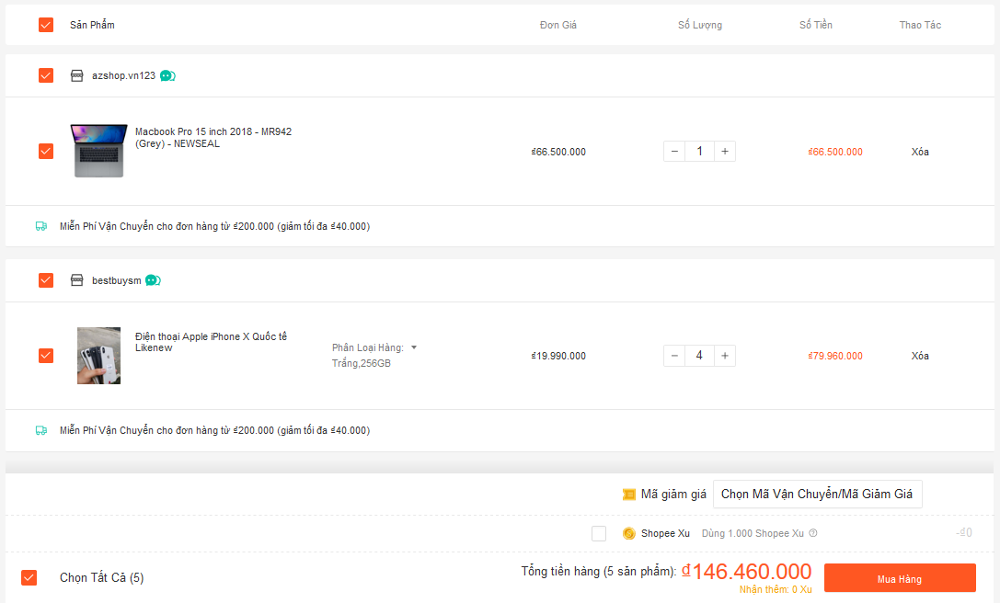 Sản Phẩm
Đơn Giá
Số Lượng
Số Tiền
Thao Tác
azshop.vn123
Macbook Pro 15 inch 2018 - MR942
(Grey) - NEWSEAL
₫66.500.000
− 1 +
₫66.500.000
Xóa
Miễn Phí Vận Chuyển cho đơn hàng từ ₫200.000 (giảm tối đa ₫40.000)
bestbuysm
Điện thoại Apple iPhone X Quốc tế
Likenew
Phân Loại Hàng:
Trắng,256GB
₫19.990.000
− 4 +
₫79.960.000
Xóa
Miễn Phí Vận Chuyển cho đơn hàng từ ₫200.000 (giảm tối đa ₫40.000)
Mã giảm giá
Chọn Mã Vận Chuyển/Mã Giảm Giá
Shopee Xu
Dùng 1.000 Shopee Xu ?
-₫0
Chọn Tất Cả (5)
Tổng tiền hàng (5 sản phẩm): ₫146.460.000
Nhận thêm: 0 Xu
Mua Hàng